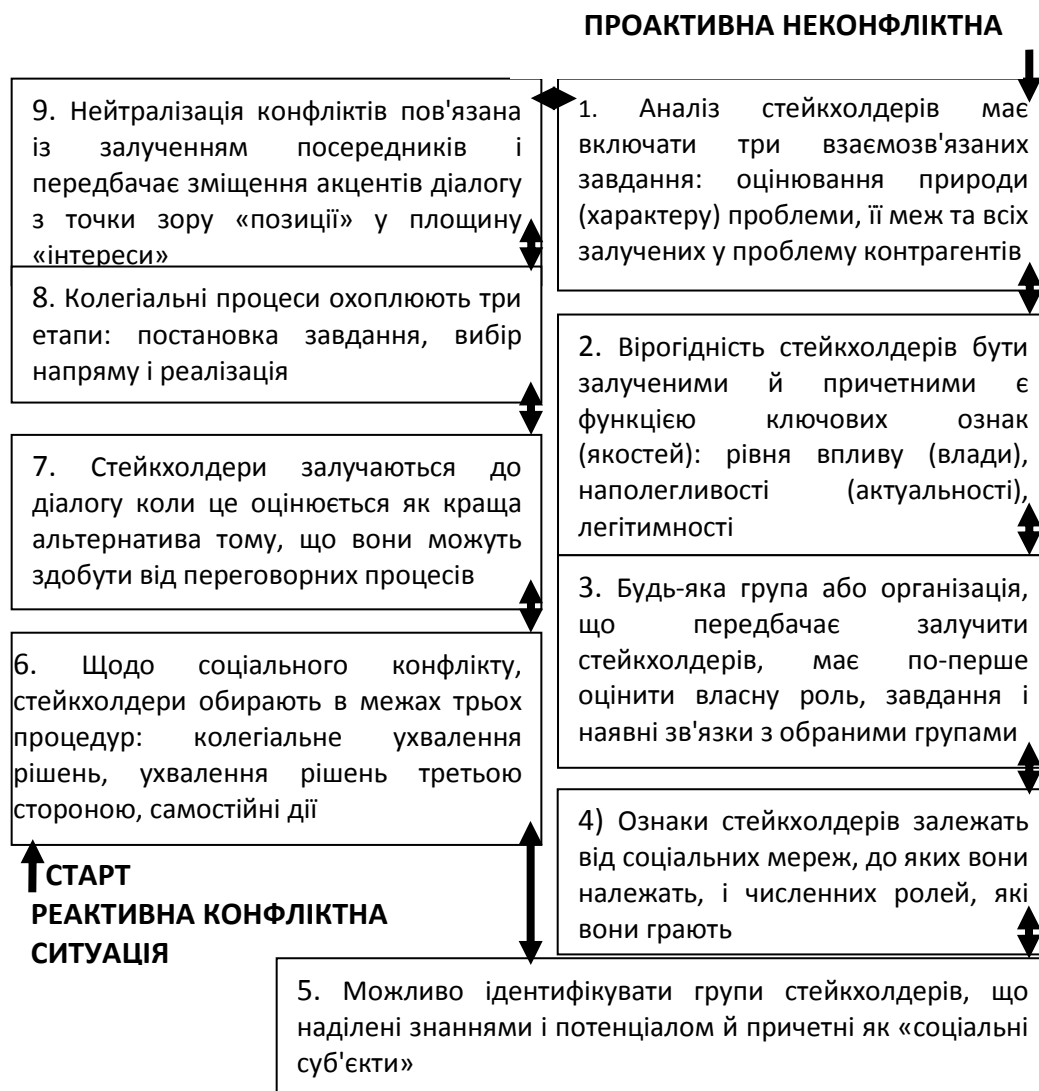 ПРОАКТИВНА НЕКОНФЛІКТНА
9. Нейтралізація конфліктів пов'язана
із залученням посередників і
передбачає зміщення акцентів діалогу
з точки зору «позиції» у площину
«інтереси»
8. Колегіальні процеси охоплюють три
етапи: постановка завдання, вибір
напряму і реалізація
7. Стейкхолдери залучаються до
діалогу коли це оцінюється як краща
альтернатива тому, що вони можуть
здобути від переговорних процесів
6. Щодо соціального конфлікту,
стейкхолдери обирають в межах трьох
процедур: колегіальне ухвалення
рішень, ухвалення рішень третьою
стороною, самостійні дії
СТАРТ
РЕАКТИВНА КОНФЛІКТНА
СИТУАЦІЯ
1. Аналіз стейкхолдерів має
включати три взаємозв'язаних
завдання: оцінювання природи
(характеру) проблеми, її меж та всіх
залучених у проблему контрагентів
2. Вірогідність стейкхолдерів бути
залученими й причетними є
функцією ключових ознак
(якостей): рівня впливу (влади),
наполегливості (актуальності),
легітимності
3. Будь-яка група або організація,
що передбачає залучити
стейкхолдерів, має по-перше
оцінити власну роль, завдання і
наявні зв'язки з обраними групами
4) Ознаки стейкхолдерів залежать
від соціальних мереж, до яких вони
належать, і численних ролей, які
вони грають
5. Можливо ідентифікувати групи стейкхолдерів, що
наділені знаннями і потенціалом й причетні як «соціальні
суб'єкти»